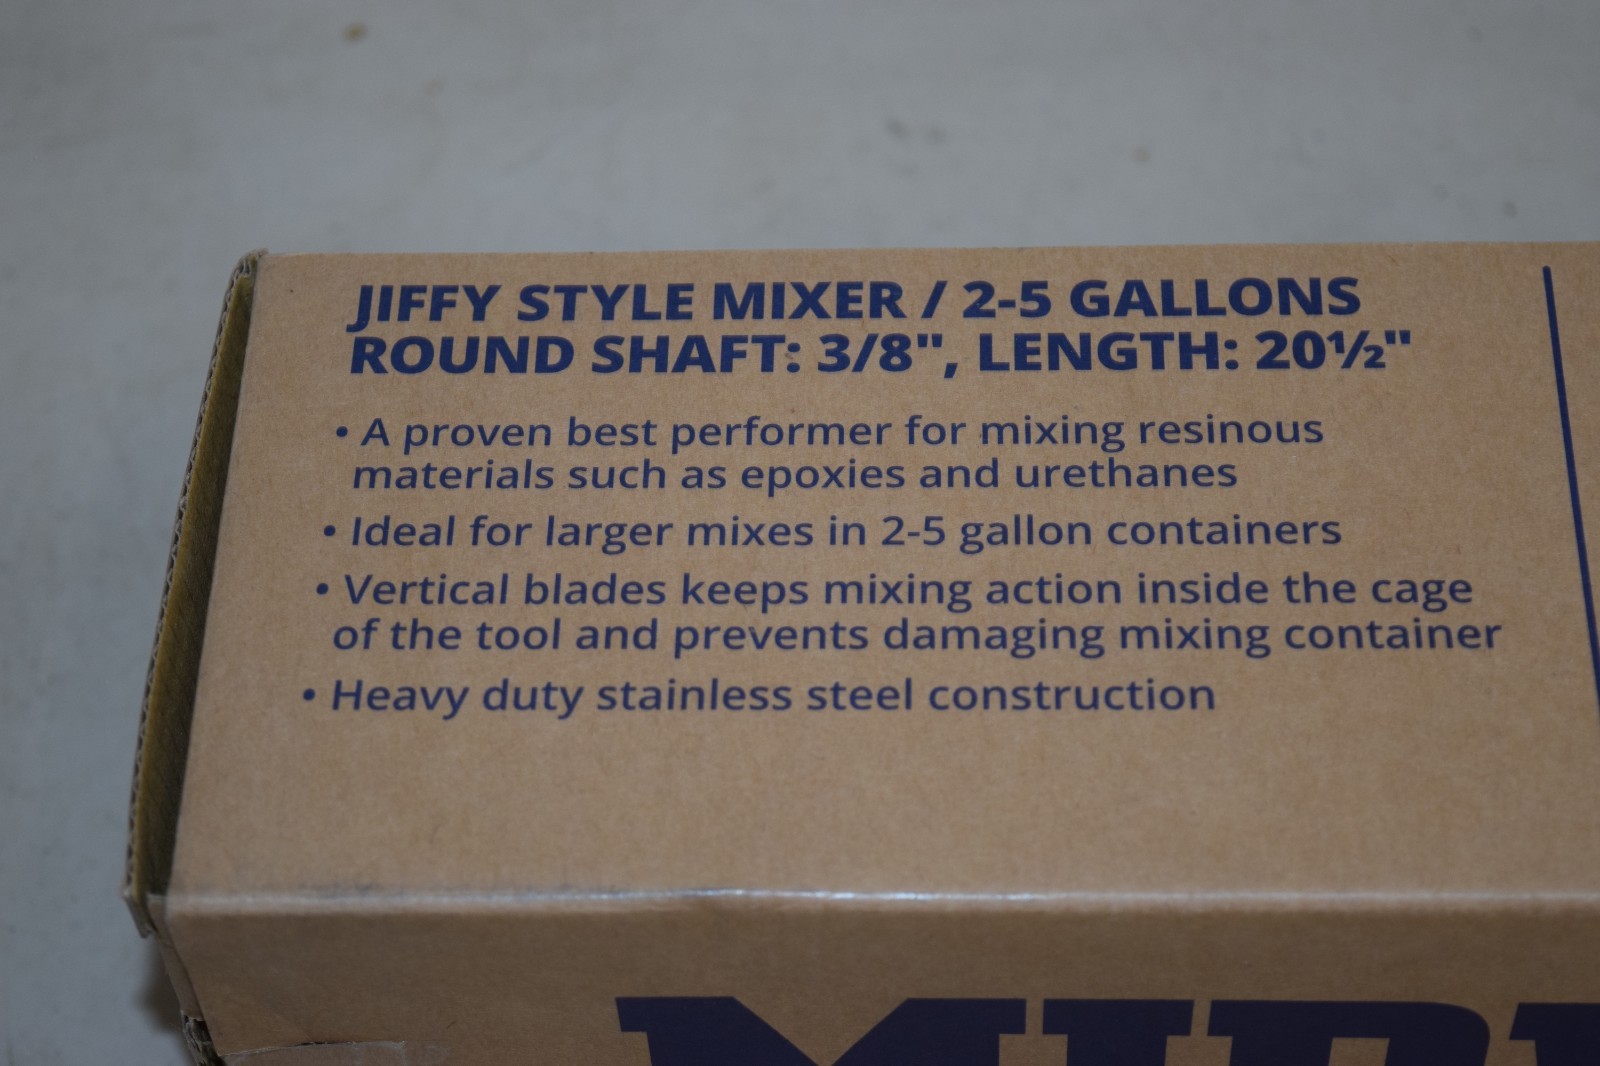 JIFFY STYLE MIXER / 2-5 GALLONS
ROUND SHAFT: 3/8", LENGTH: 20½"
• A proven best performer for mixing resinous
materials such as epoxies and urethanes
• Ideal for larger mixes in 2-5 gallon containers
• Vertical blades keeps mixing action inside the cage
of the tool and prevents damaging mixing container
• Heavy duty stainless steel construction